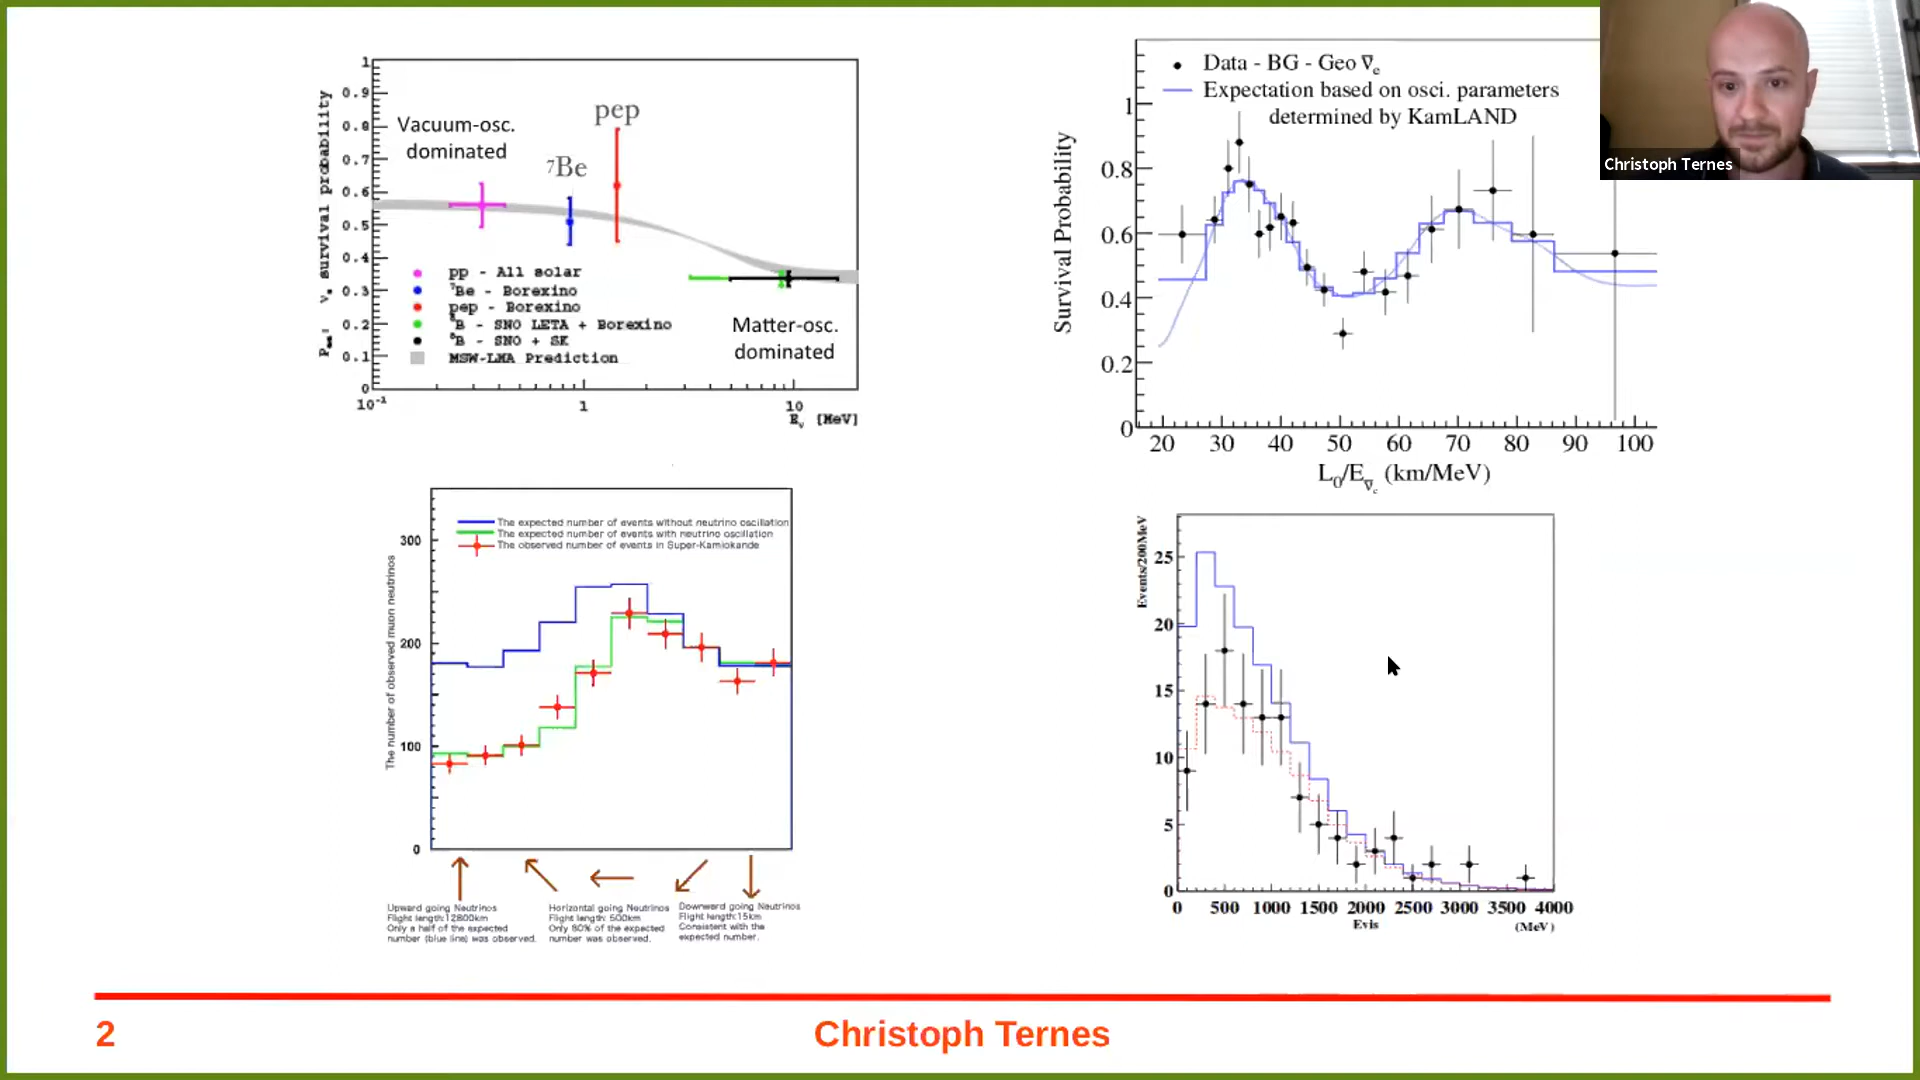 1
0.9
0.8
0.7
0.6
0.5
0.4
0.3
0.2
0.1
0
νe survival probability
Vacuum-osc.
dominated
⁷Be
pep
pp - All solar
⁷Be - Borexino
pep - Borexino
⁸B - SNO LETA + Borexino
⁸B - SNO + SK
MSW-LMA Prediction
Matter-osc.
dominated
10⁻¹ 1 10
Eν [MeV]
Data - BG - Geo ν̅e
Expectation based on osci. parameters
determined by KamLAND
Survival Probability
1
0.8
0.6
0.4
0.2
0
20 30 40 50 60 70 80 90 100
L0/Eν̅e (km/MeV)
Christoph Ternes
The number of observed muon neutrinos
The expected number of events without neutrino oscillation
The expected number of events with neutrino oscillation
The observed number of events in Super-Kamiokande
300
200
100
0
Upward going Neutrinos
Flight length:12800km
Only a half of the expected
number (blue line) was observed.
Horizontal going Neutrinos
Flight length: 500km
Only 80% of the expected
number was observed.
Downward going Neutrinos
Flight length:15km
Consistent with the
expected number.
Events/200MeV
25
20
15
10
5
0
0 500 1000 1500 2000 2500 3000 3500 4000
Evis (MeV)
2 Christoph Ternes